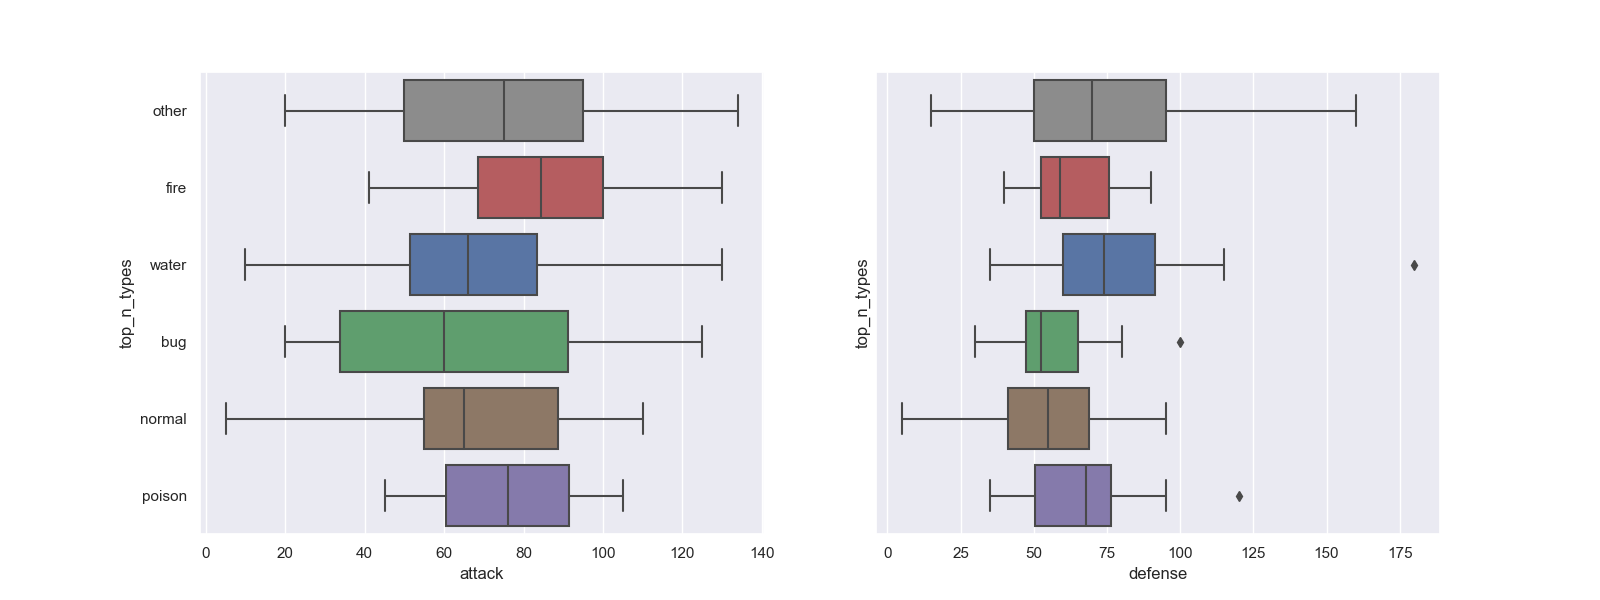 top_n_types
other
fire
water
bug
normal
poison
0 20 40 60 80 100 120 140
attack
top_n_types
0 25 50 75 100 125 150 175
defense